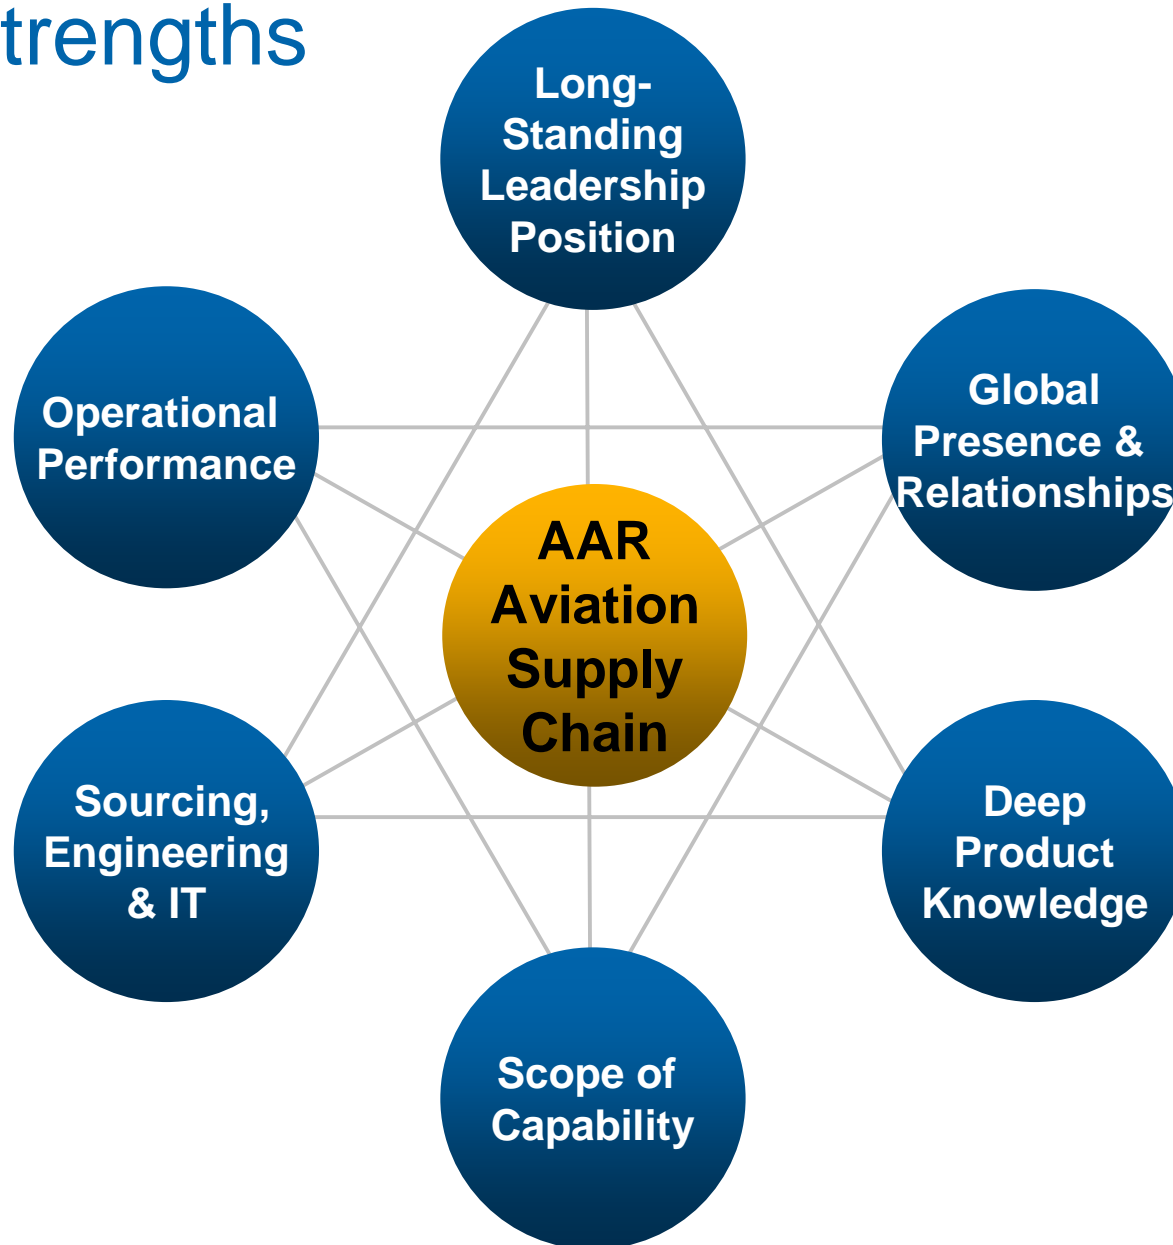 trengths
Long-
Standing
Leadership
Position
Operational
Performance
Global
Presence &
Relationships
AAR
Aviation
Supply
Chain
Sourcing,
Engineering
& IT
Deep
Product
Knowledge
Scope of
Capability